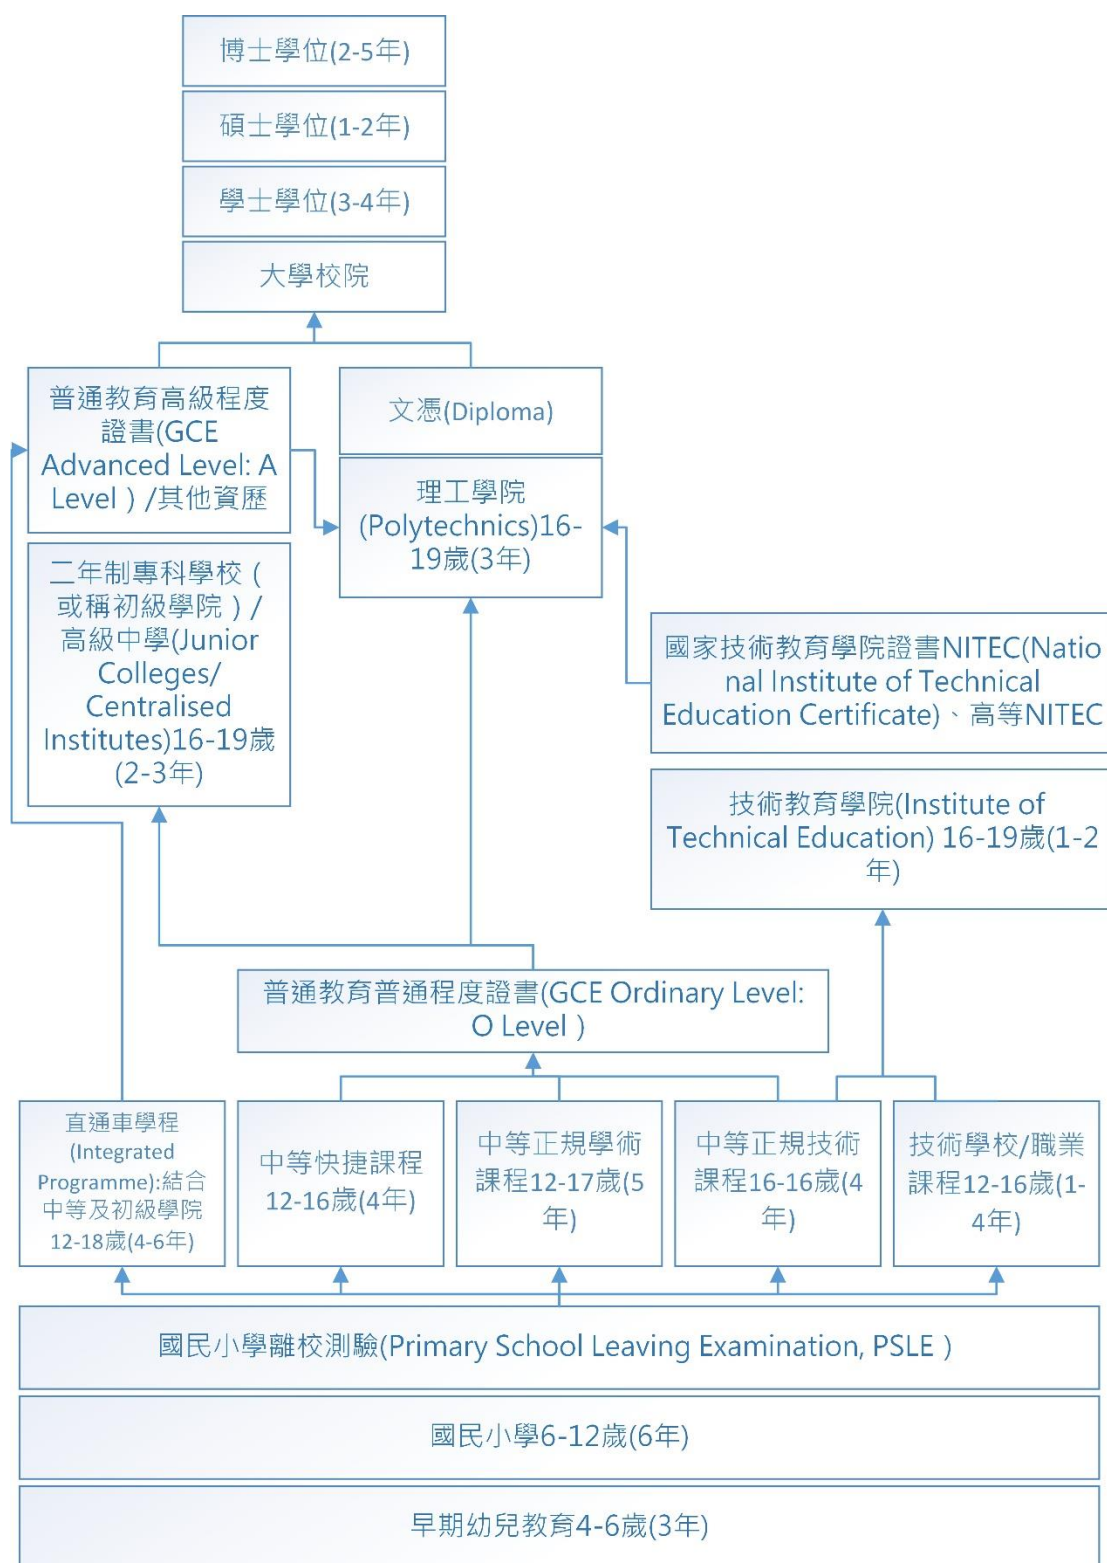 博士學位(2-5年)
碩士學位(1-2年)
學士學位(3-4年)
大學校院
普通教育高級程度
證書(GCE
Advanced Level: A
Level ) /其他資歷
文憑(Diploma)
理工學院
(Polytechnics)16-
19歲(3年)
二年制專科學校（
或稱初級學院）/
高級中學(Junior
Colleges/
Centralised
Institutes)16-19歲
(2-3年)
國家技術教育學院證書NITEC(Natio
nal Institute of Technical
Education Certificate)、高等NITEC
技術教育學院(Institute of
Technical Education) 16-19歲(1-2
年)
普通教育普通程度證書(GCE Ordinary Level:
O Level )
直通車學程
(Integrated
Programme):結合
中等及初級學院
12-18歲(4-6年)
中等快捷課程
12-16歲(4年)
中等正規學術
課程12-17歲(5
年)
中等正規技術
課程16-16歲(4
年)
技術學校/職業
課程12-16歲(1-
4年)
國民小學離校測驗(Primary School Leaving Examination, PSLE )
國民小學6-12歲(6年)
早期幼兒教育4-6歲(3年)